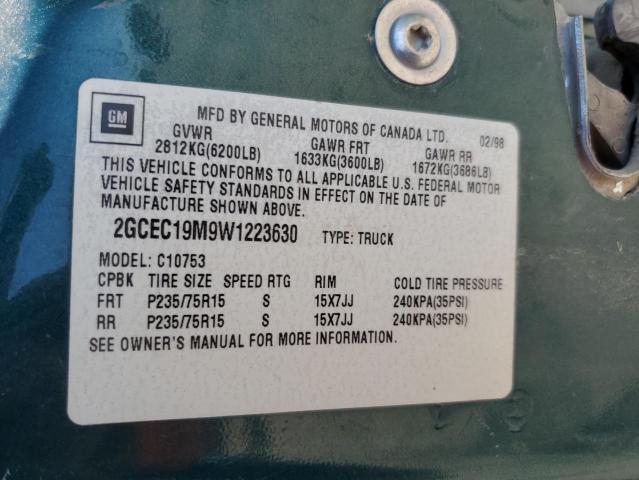 GM
MFD BY GENERAL MOTORS OF CANADA LTD. 02/98
GVWR GAWR FRT GAWR RR
2812KG(6200LB) 1633KG(3600LB) 1672KG(3686LB)
THIS VEHICLE CONFORMS TO ALL APPLICABLE U.S. FEDERAL MOTOR
VEHICLE SAFETY STANDARDS IN EFFECT ON THE DATE OF
MANUFACTURE SHOWN ABOVE.
2GCEC19M9W1223630 TYPE: TRUCK
MODEL: C10753
CPBK TIRE SIZE SPEED RTG RIM COLD TIRE PRESSURE
FRT P235/75R15 S 15X7JJ 240KPA(35PSI)
RR P235/75R15 S 15X7JJ 240KPA(35PSI)
SEE OWNER'S MANUAL FOR MORE INFORMATION.